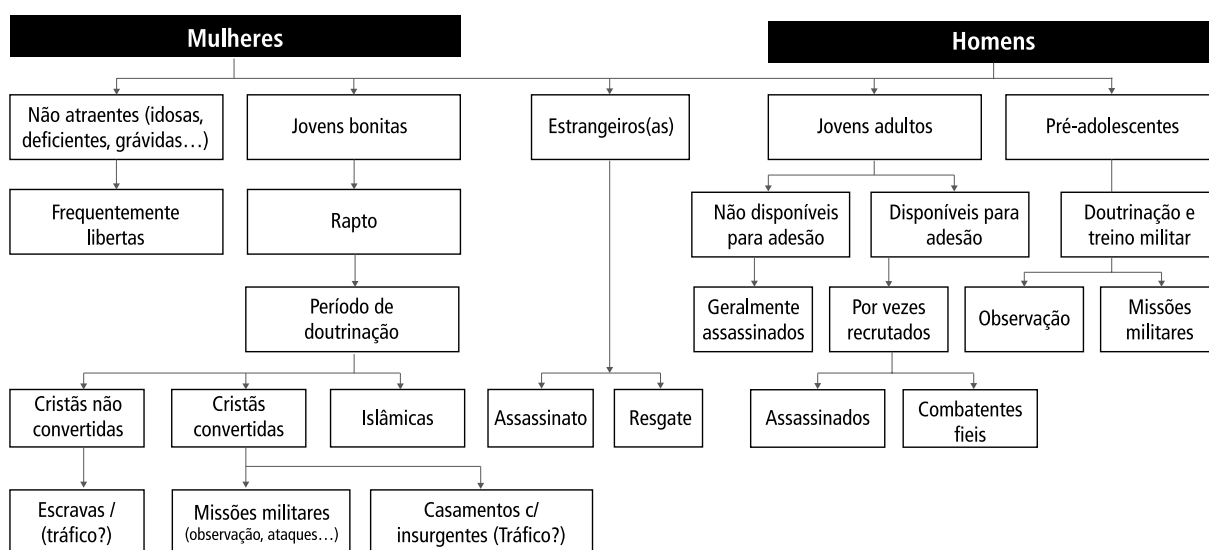 Mulheres
Homens
Não atraentes (idosas,
deficientes, grávidas…)
Jovens bonitas
Estrangeiros(as)
Jovens adultos
Pré-adolescentes
Frequentemente
libertas
Rapto
Não disponíveis
para adesão
Disponíveis para
adesão
Doutrinação e
treino militar
Período de
doutrinação
Geralmente
assassinados
Por vezes
recrutados
Observação
Missões
militares
Cristãs não
convertidas
Cristãs
convertidas
Islâmicas
Assassinato
Resgate
Assassinados
Combatentes
fieis
Escravas /
(tráfico?)
Missões militares
(observação, ataques…)
Casamentos c/
insurgentes (Tráfico?)